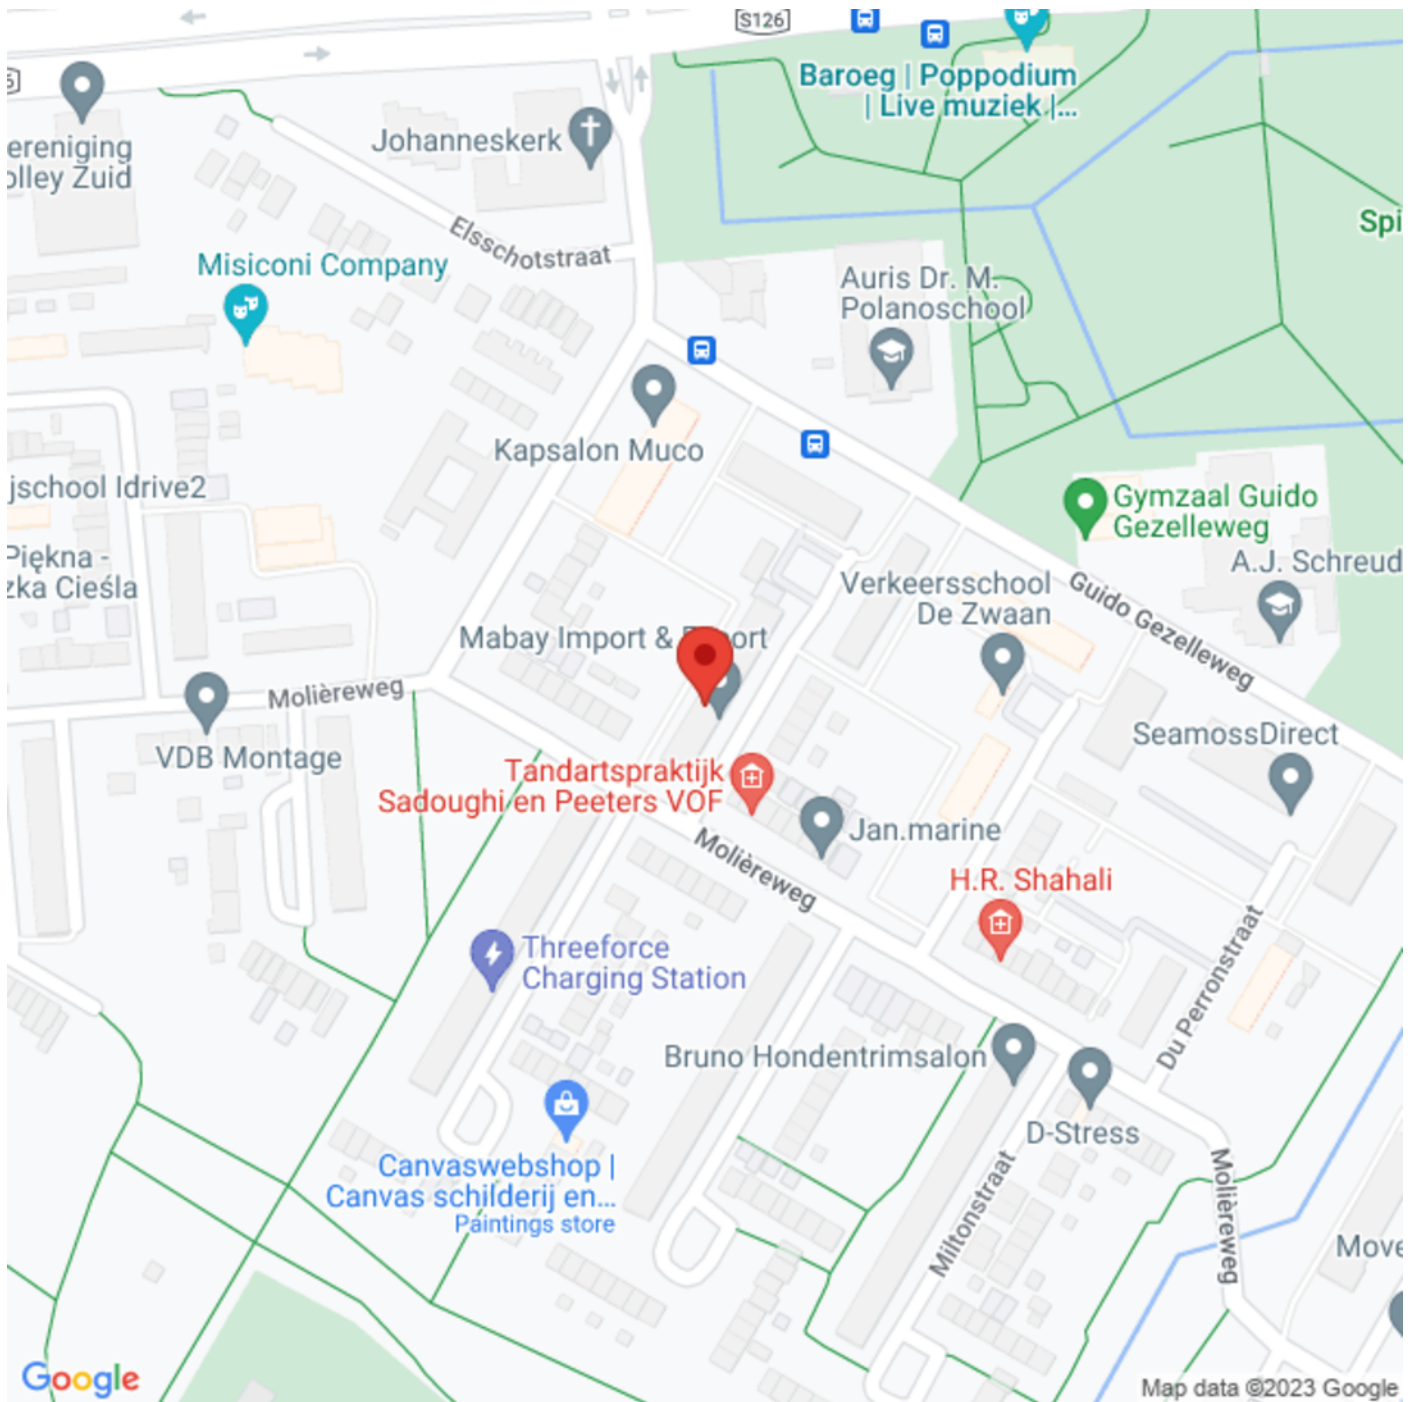 S126
Baroeg | Poppodium
| Live muziek |...
Johanneskerk
ereniging
olley Zuid
Spi
Elsschotstraat
Misiconi Company
Auris Dr. M.
Polanoschool
Kapsalon Muco
jschool Idrive2
Gymzaal Guido
Gezelleweg
Piękna -
zka Cieśla
A.J. Schreud
Verkeersschool
De Zwaan
Guido Gezelleweg
Mabay Import &
Molièreweg
VDB Montage
SeamossDirect
Tandartspraktijk
Sadoughi en Peeters VOF
Jan.marine
Molièreweg
H.R. Shahali
Threeforce
Charging Station
Du Perronstraat
Bruno Hondentrimsalon
D-Stress
Canvaswebshop |
Canvas schilderij en...
Paintings store
Miltonstraat
Molièreweg
Move
Google
Map data ©2023 Google